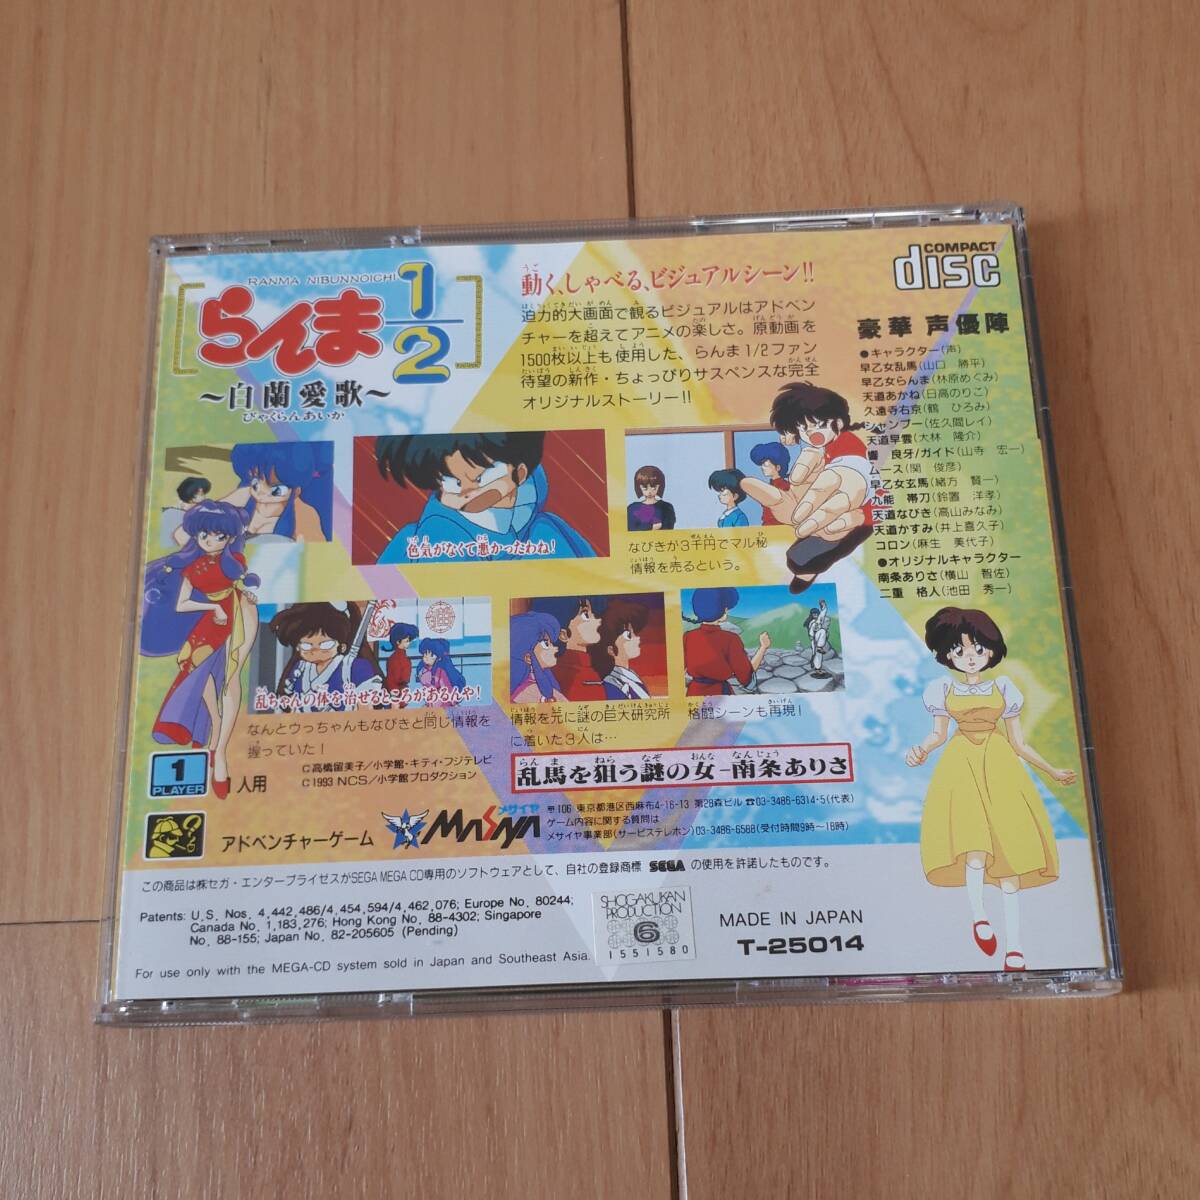 RANMA NIBUNNOICHI
らんま1/2
～白蘭愛歌～
びゃくらんあいか
動く、しゃべる、ビジュアルシーン!!
迫力的大画面で観るビジュアルはアドベン
チャーを超えてアニメの楽しさ。原動画を
1500枚以上も使用した、らんま1/2ファン
待望の新作・ちょっぴりサスペンスな完全
オリジナルストーリー!!
COMPACT
disc
豪華 声優陣
●キャラクター(声)
早乙女乱馬(山口 勝平)
早乙女らんま(林原めぐみ)
天道あかね(日高のり子)
久遠寺右京(鶴 ひろみ)
シャンプー(佐久間レイ)
天道早雲(大林 隆介)
響 良牙/ガイド(山寺 宏一)
ムース(関 俊彦)
早乙女玄馬(緒方 賢一)
九能 帯刀(鈴置 洋孝)
天道なびき(高山みなみ)
天道かすみ(井上喜久子)
コロン(麻生 美代子)
●オリジナルキャラクター
南条ありさ(横山 智佐)
二重 格人(池田 秀一)
色気がなくて悪かったわね!
なびきが3千円でマル秘
情報を売るという。
乱ちゃんの体を治せるところがあるんや!
なんとウっちゃんもなびきと同じ情報を
握っていた!
情報を元に謎の巨大研究所
に着いた3人は…
格闘シーンも再現!
乱馬を狙う謎の女−南条ありさ
1
PLAYER
1人用
©高橋留美子／小学館・キティ・フジテレビ
©1993 NCS／小学館プロダクション
アドベンチャーゲーム
メサイヤ
MASAYA
〒106 東京都港区西麻布4-16-13 第28森ビル ☎03-3486-6314・5(代表)
ゲーム内容に関する質問は
メサイヤ事業部(サービステレホン)03-3486-6588(受付時間9時〜18時)
この商品は㈱セガ・エンタープライゼスがSEGA MEGA CD専用のソフトウェアとして、自社の登録商標 SEGA の使用を許諾したものです。
Patents: U.S. Nos. 4,442,486/4,454,594/4,462,076; Europe No. 80244;
Canada No. 1,183,276; Hong Kong No. 88-4302; Singapore
No. 88-155; Japan No. 82-205605 (Pending)
For use only with the MEGA-CD system sold in Japan and Southeast Asia.
SHOGAKUKAN
PRODUCTION
6
1551580
MADE IN JAPAN
T-25014